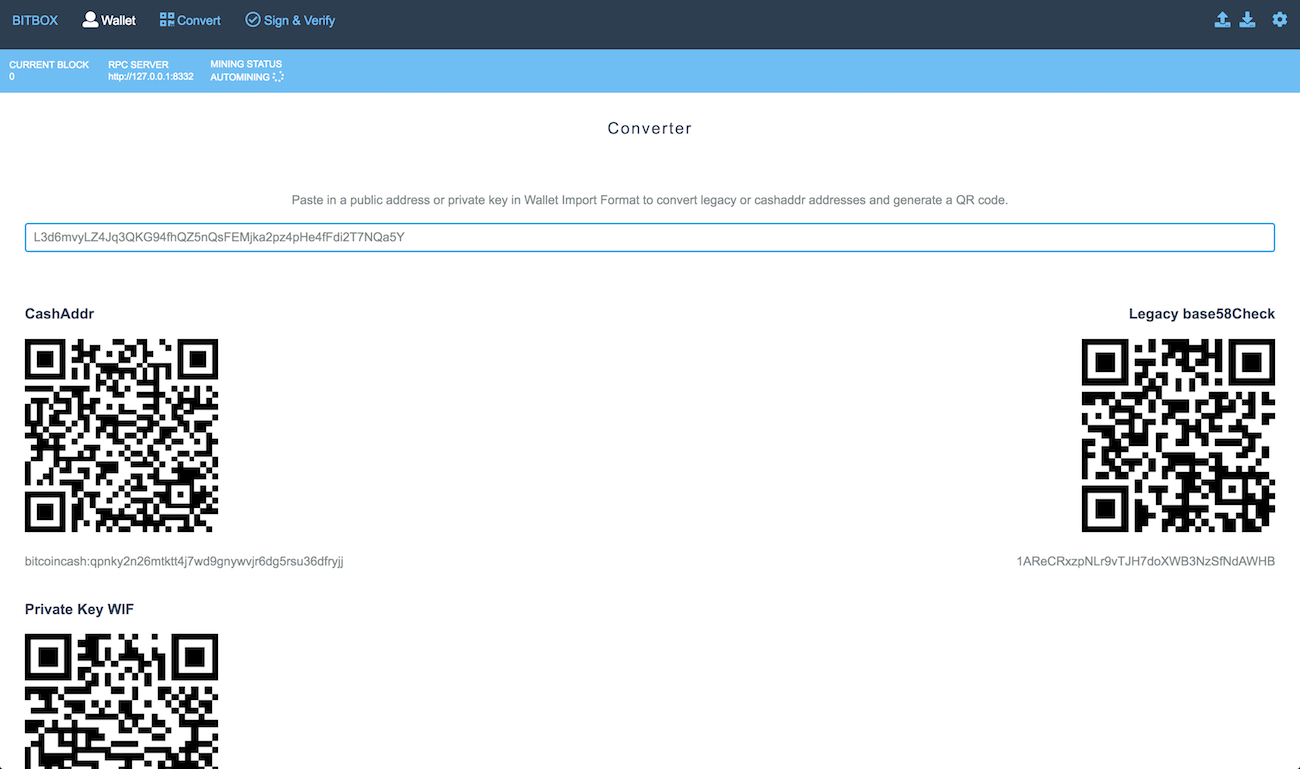 BITBOX Wallet Convert Sign & Verify
CURRENT BLOCK RPC SERVER MINING STATUS
0 http://127.0.0.1:8332 AUTOMINING
Converter
Paste in a public address or private key in Wallet Import Format to convert legacy or cashaddr addresses and generate a QR code.
L3d6mvyLZ4Jq3QKG94fhQZ5nQsFEMjka2pz4pHe4fFdi2T7NQa5Y
CashAddr Legacy base58Check
bitcoincash:qpnky2n26mtktt4j7wd9gnywvjr6dg5rsu36dfryjj 1AReCRxzpNLr9vTJH7doXWB3NzSfNdAWHB
Private Key WIF